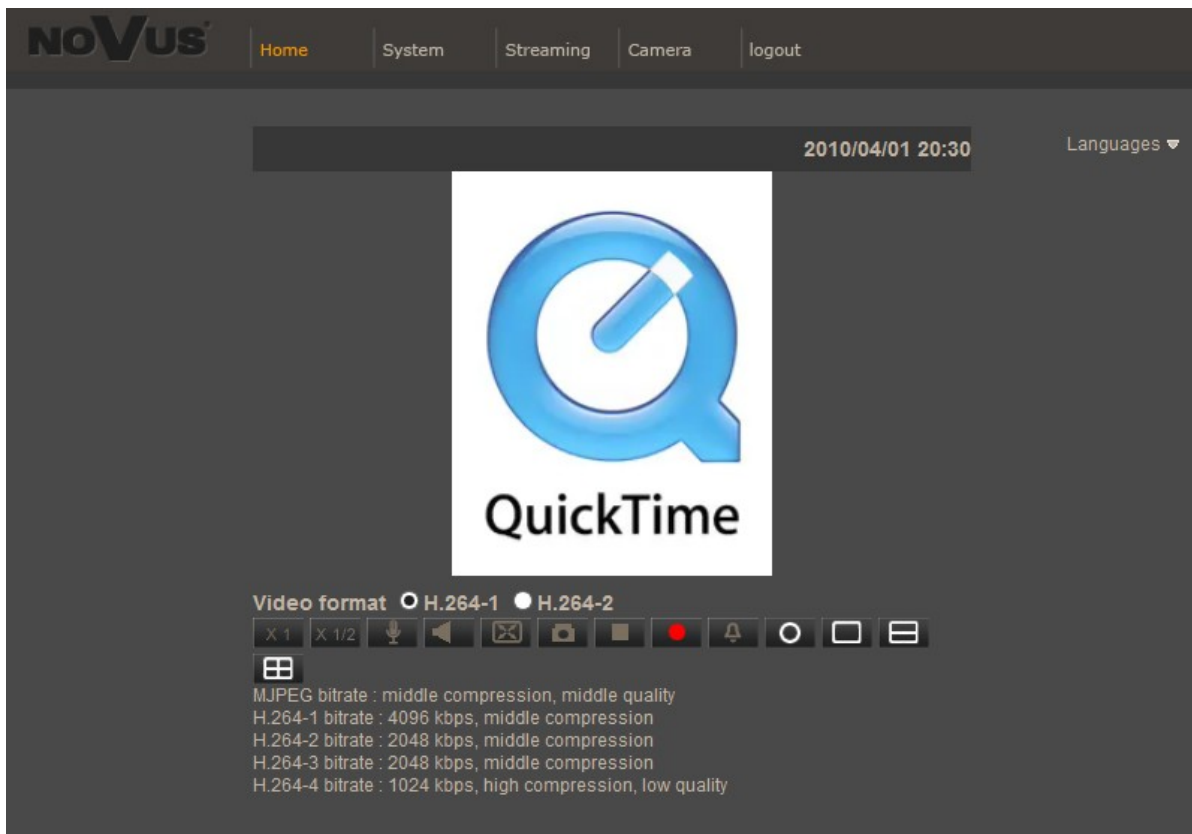 NOVUS
Home System Streaming Camera logout
Languages
2010/04/01 20:30
QuickTime
Video format H.264-1 H.264-2
X 1 X 1/2
MJPEG bitrate : middle compression, middle quality
H.264-1 bitrate : 4096 kbps, middle compression
H.264-2 bitrate : 2048 kbps, middle compression
H.264-3 bitrate : 2048 kbps, middle compression
H.264-4 bitrate : 1024 kbps, high compression, low quality